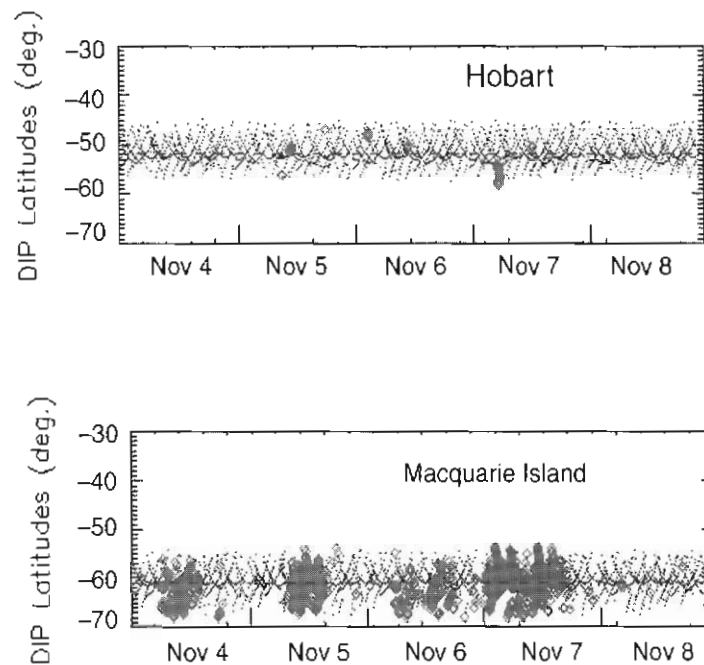 Hobart
DIP Latitudes (deg.)
−30
−40
−50
−60
−70
Nov 4 Nov 5 Nov 6 Nov 7 Nov 8
Macquarie Island
DIP Latitudes (deg.)
−30
−40
−50
−60
−70
Nov 4 Nov 5 Nov 6 Nov 7 Nov 8